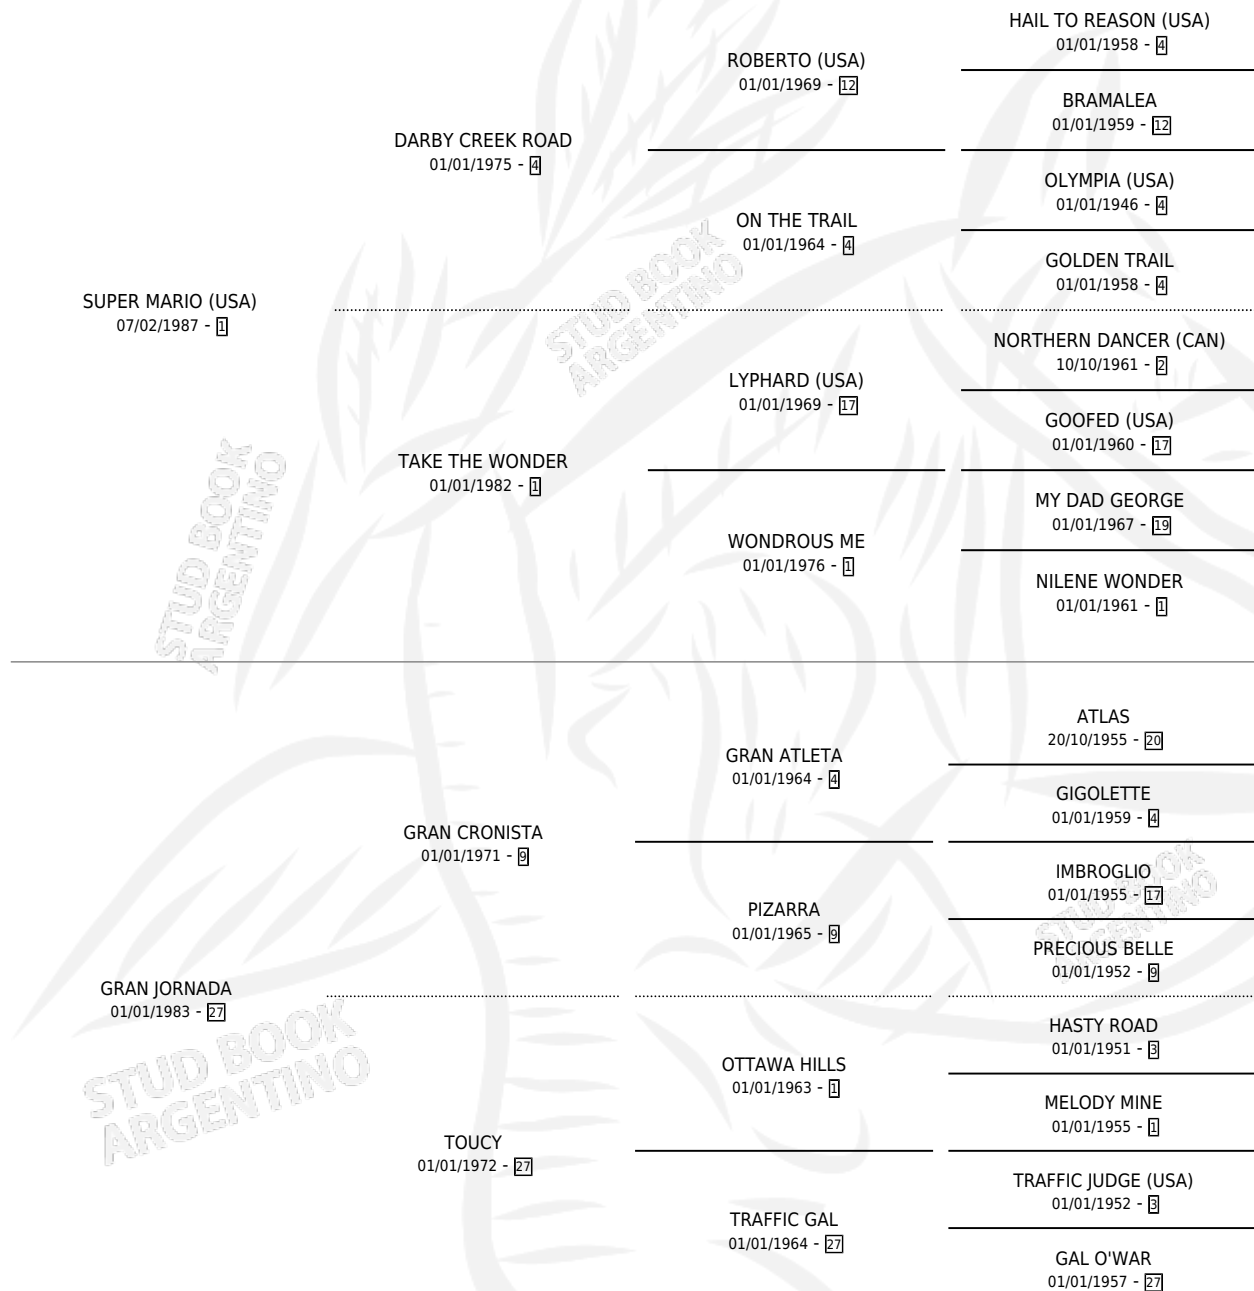 HAIL TO REASON (USA)
01/01/1958 - 4
ROBERTO (USA)
01/01/1969 - 12
BRAMALEA
01/01/1959 - 12
DARBY CREEK ROAD
01/01/1975 - 4
OLYMPIA (USA)
01/01/1946 - 4
ON THE TRAIL
01/01/1964 - 4
GOLDEN TRAIL
01/01/1958 - 4
SUPER MARIO (USA)
07/02/1987 - 1
NORTHERN DANCER (CAN)
10/10/1961 - 2
LYPHARD (USA)
01/01/1969 - 17
GOOFED (USA)
01/01/1960 - 17
TAKE THE WONDER
01/01/1982 - 1
MY DAD GEORGE
01/01/1967 - 19
WONDROUS ME
01/01/1976 - 1
NILENE WONDER
01/01/1961 - 1
ATLAS
20/10/1955 - 20
GRAN ATLETA
01/01/1964 - 4
GIGOLETTE
01/01/1959 - 4
GRAN CRONISTA
01/01/1971 - 9
IMBROGLIO
01/01/1955 - 17
PIZARRA
01/01/1965 - 9
PRECIOUS BELLE
01/01/1952 - 9
GRAN JORNADA
01/01/1983 - 27
HASTY ROAD
01/01/1951 - 3
OTTAWA HILLS
01/01/1963 - 1
MELODY MINE
01/01/1955 - 1
TOUCY
01/01/1972 - 27
TRAFFIC JUDGE (USA)
01/01/1952 - 3
TRAFFIC GAL
01/01/1964 - 27
GAL O'WAR
01/01/1957 - 27
STUD BOOK
ARGENTINO
STUD BOOK
ARGENTINO
STUD BOOK
ARGENTINO
STUD BOOK
ARGENTINO